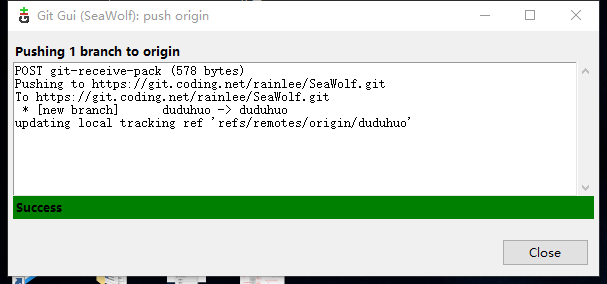 Git Gui (SeaWolf): push origin
Pushing 1 branch to origin
POST git-receive-pack (578 bytes)
Pushing to https://git.coding.net/rainlee/SeaWolf.git
To https://git.coding.net/rainlee/SeaWolf.git
 * [new branch]      duduhuo -> duduhuo
updating local tracking ref 'refs/remotes/origin/duduhuo'
Success
Close